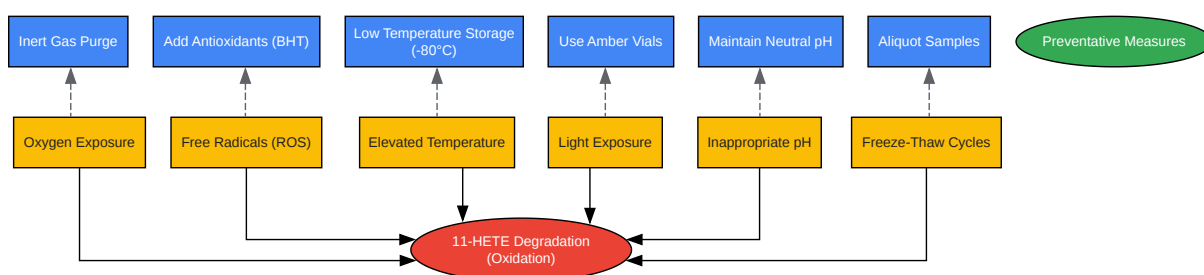 Inert Gas Purge
Add Antioxidants (BHT)
Low Temperature Storage
(-80°C)
Use Amber Vials
Maintain Neutral pH
Aliquot Samples
Preventative Measures
Oxygen Exposure
Free Radicals (ROS)
Elevated Temperature
Light Exposure
Inappropriate pH
Freeze-Thaw Cycles
11-HETE Degradation
(Oxidation)